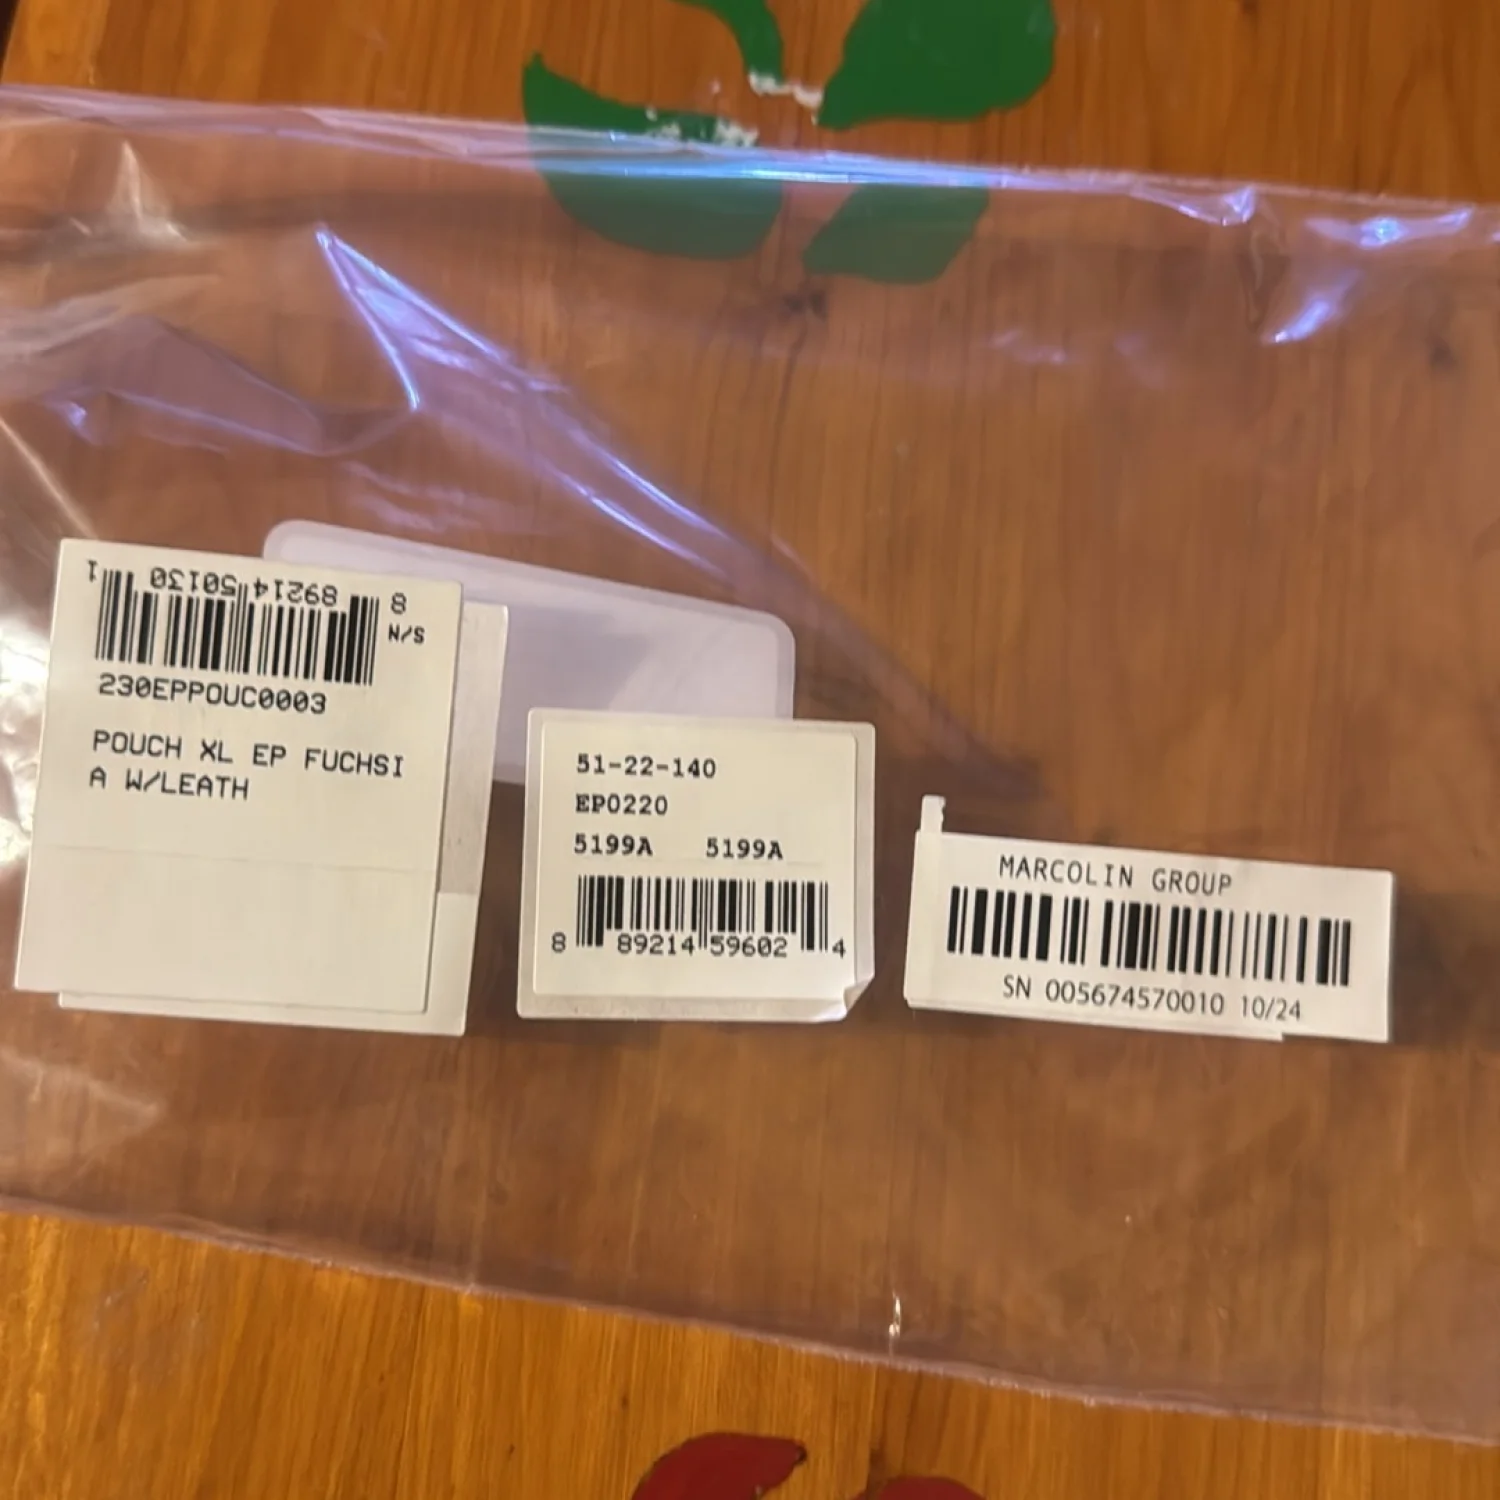 8 89214 50130 1
S/N
230EPPOUC0003
POUCH XL EP FUCHSI
A W/LEATH
51-22-140
EP0220
5199A 5199A
8 89214 59602 4
MARCOLIN GROUP
SN 005674570010 10/24